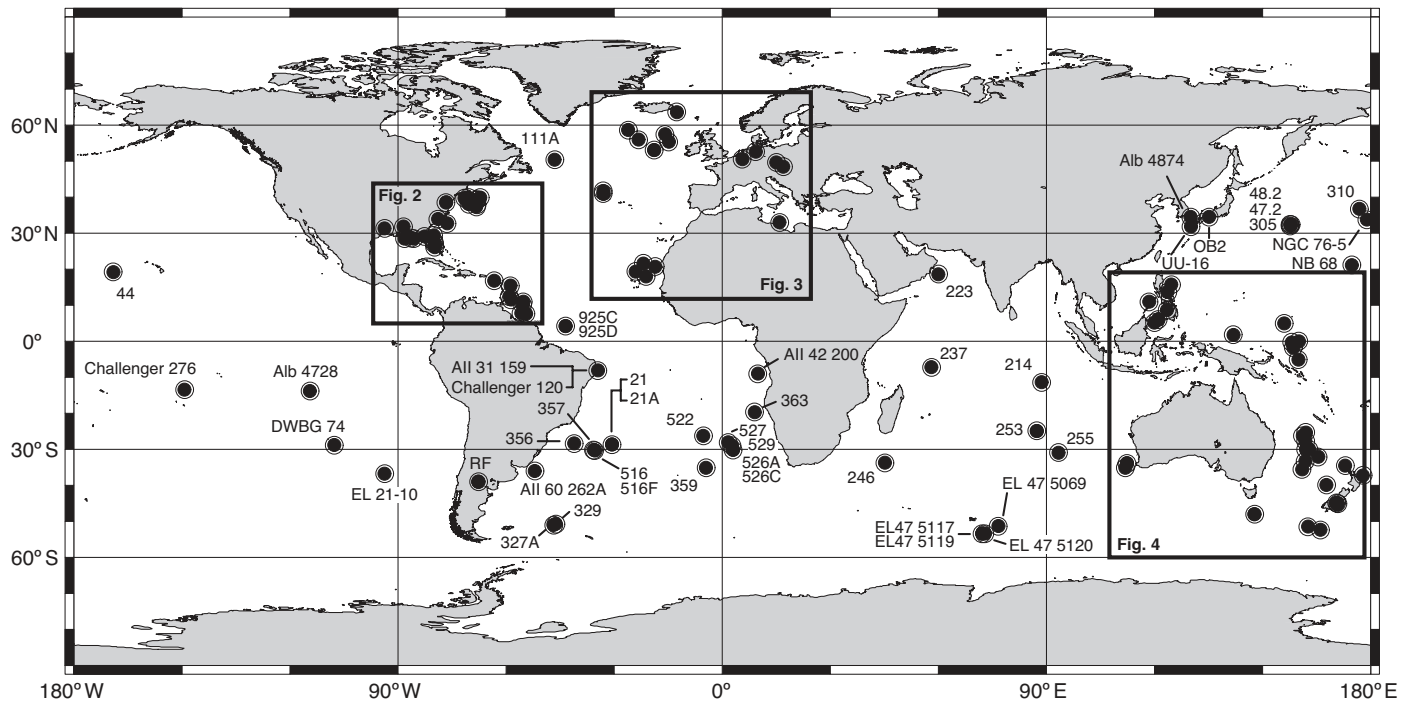 60°N
30°N
0°
30°S
60°S
180°W
90°W
0°
90°E
180°E
111A
Fig. 2
Fig. 3
Alb 4874
48.2
47.2
305
310
OB2
UU-16
NGC 76-5
NB 68
44
223
925C
925D
Challenger 276
Alb 4728
DWBG 74
EL 21-10
AII 31 159
Challenger 120
21
21A
357
356
RF
AII 60 262A
516
516F
329
327A
522
359
527
529
526A
526C
AII 42 200
363
237
214
253
255
246
EL 47 5069
EL47 5117
EL47 5119
EL 47 5120
Fig. 4